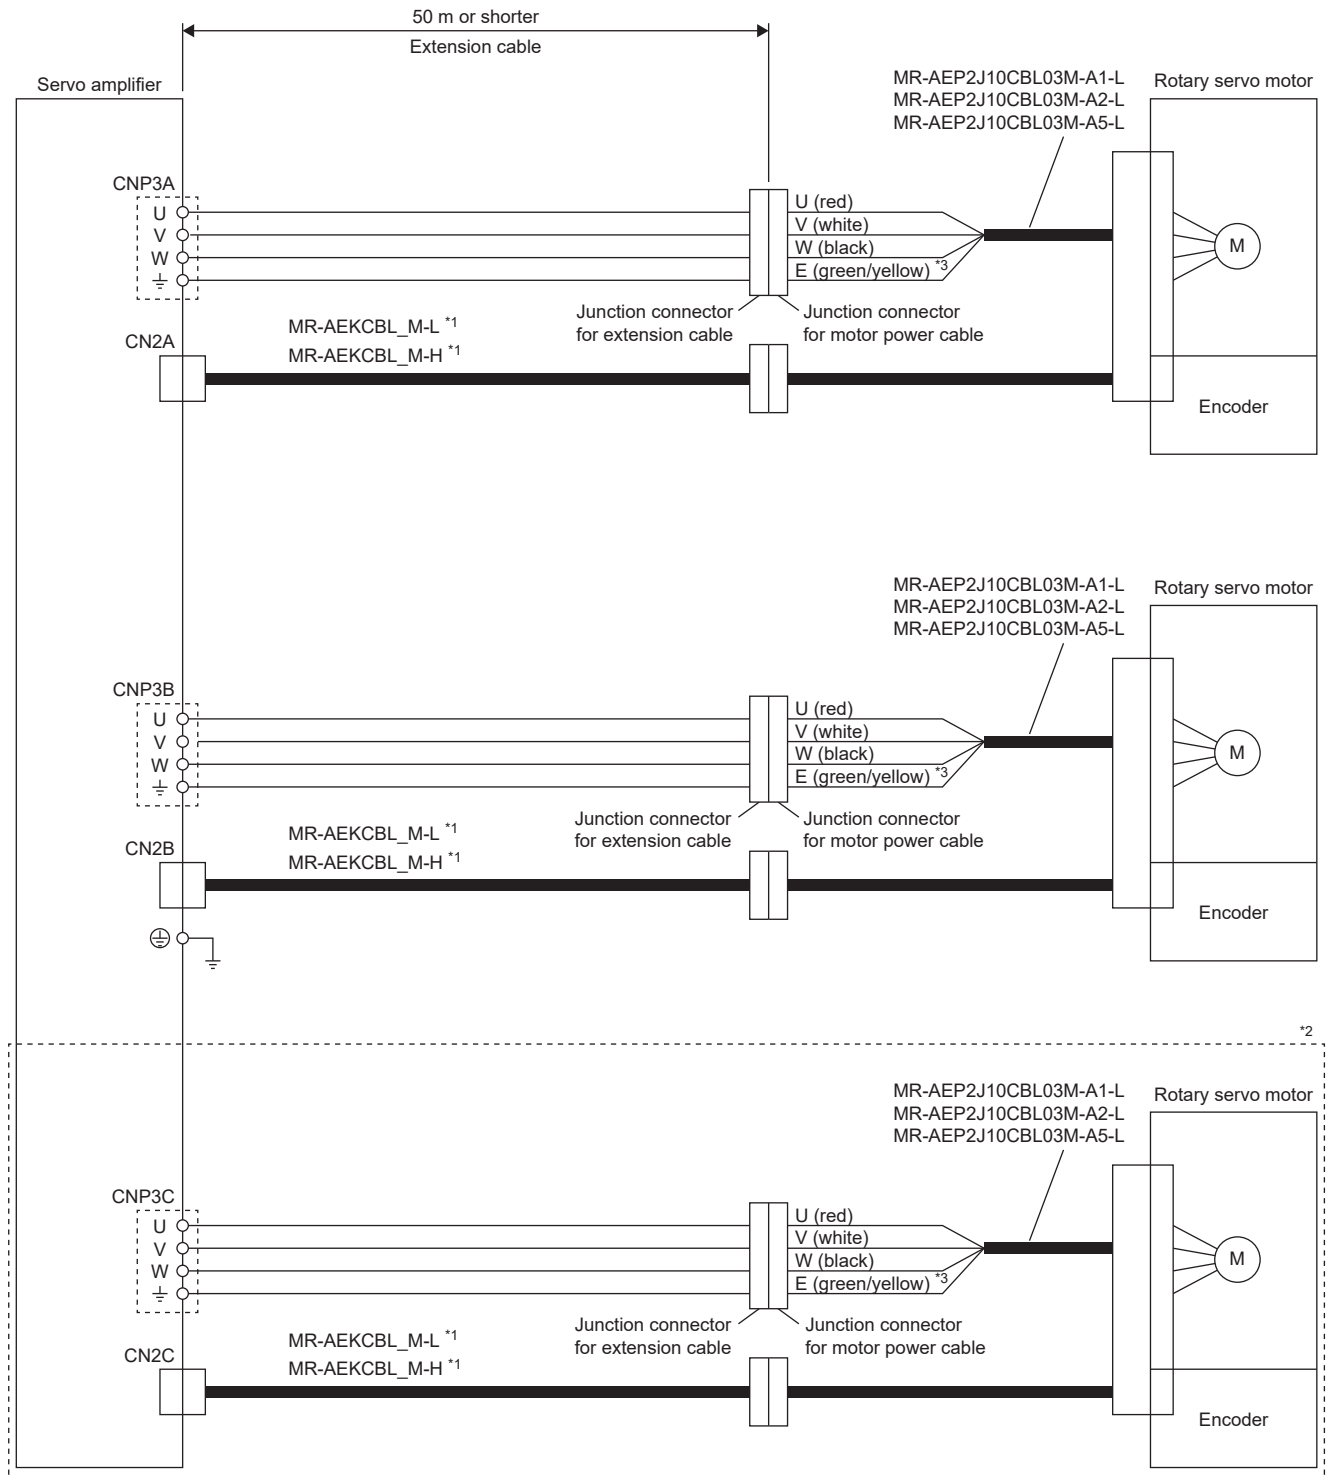 50 m or shorter
Extension cable
Servo amplifier
MR-AEP2J10CBL03M-A1-L
MR-AEP2J10CBL03M-A2-L
MR-AEP2J10CBL03M-A5-L
Rotary servo motor
CNP3A
U
V
W
U (red)
V (white)
W (black)
E (green/yellow) *3
M
Junction connector
for extension cable
Junction connector
for motor power cable
CN2A
MR-AEKCBL_M-L *1
MR-AEKCBL_M-H *1
Encoder
MR-AEP2J10CBL03M-A1-L
MR-AEP2J10CBL03M-A2-L
MR-AEP2J10CBL03M-A5-L
Rotary servo motor
CNP3B
U
V
W
U (red)
V (white)
W (black)
E (green/yellow) *3
M
Junction connector
for extension cable
Junction connector
for motor power cable
CN2B
MR-AEKCBL_M-L *1
MR-AEKCBL_M-H *1
Encoder
*2
MR-AEP2J10CBL03M-A1-L
MR-AEP2J10CBL03M-A2-L
MR-AEP2J10CBL03M-A5-L
Rotary servo motor
CNP3C
U
V
W
U (red)
V (white)
W (black)
E (green/yellow) *3
M
Junction connector
for extension cable
Junction connector
for motor power cable
CN2C
MR-AEKCBL_M-L *1
MR-AEKCBL_M-H *1
Encoder